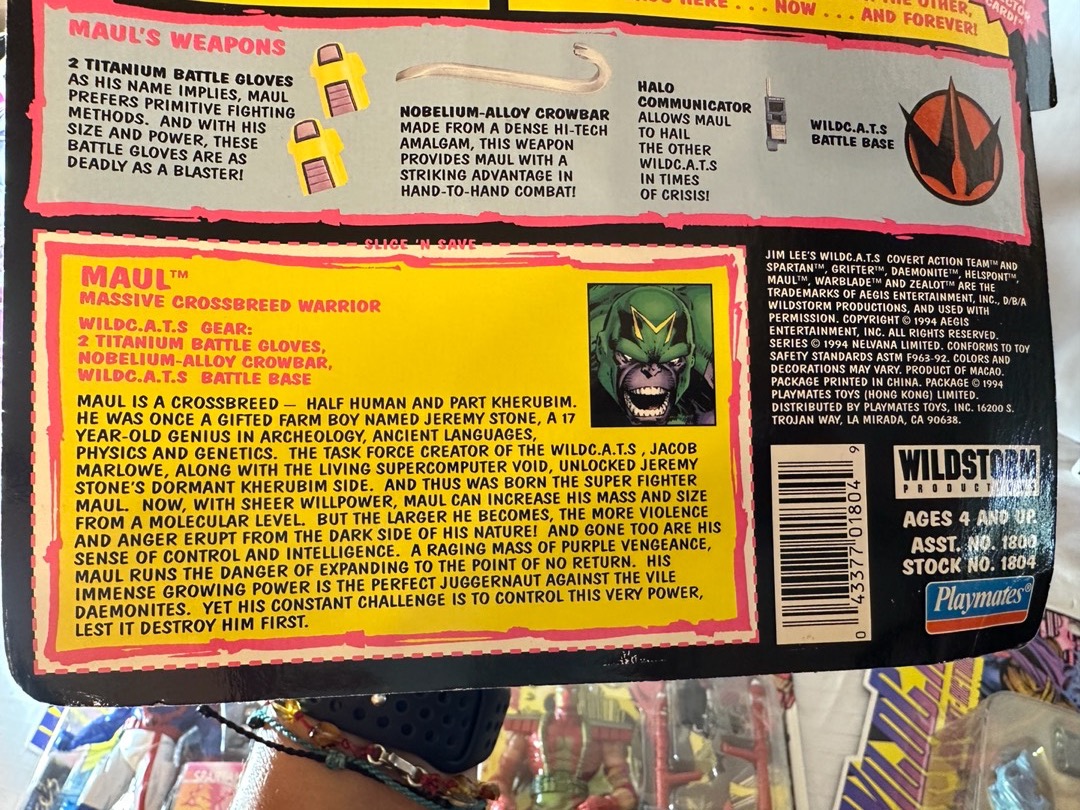 THE OTHER,
HERE . . . NOW . . . AND FOREVER!
CARD!"
MAUL'S WEAPONS
2 TITANIUM BATTLE GLOVES
AS HIS NAME IMPLIES, MAUL
PREFERS PRIMITIVE FIGHTING
METHODS. AND WITH HIS
SIZE AND POWER, THESE
BATTLE GLOVES ARE AS
DEADLY AS A BLASTER!
NOBELIUM-ALLOY CROWBAR
MADE FROM A DENSE HI-TECH
AMALGAM, THIS WEAPON
PROVIDES MAUL WITH A
STRIKING ADVANTAGE IN
HAND-TO-HAND COMBAT!
HALO
COMMUNICATOR
ALLOWS MAUL
TO HAIL
THE OTHER
WILDC.A.T.S
IN TIMES
OF CRISIS!
WILDC.A.T.S
BATTLE BASE
SLICE 'N SAVE
MAUL™
MASSIVE CROSSBREED WARRIOR
WILDC.A.T.S GEAR:
2 TITANIUM BATTLE GLOVES,
NOBELIUM-ALLOY CROWBAR,
WILDC.A.T.S BATTLE BASE
MAUL IS A CROSSBREED — HALF HUMAN AND PART KHERUBIM.
HE WAS ONCE A GIFTED FARM BOY NAMED JEREMY STONE, A 17
YEAR-OLD GENIUS IN ARCHEOLOGY, ANCIENT LANGUAGES,
PHYSICS AND GENETICS. THE TASK FORCE CREATOR OF THE WILDC.A.T.S , JACOB
MARLOWE, ALONG WITH THE LIVING SUPERCOMPUTER VOID, UNLOCKED JEREMY
STONE'S DORMANT KHERUBIM SIDE. AND THUS WAS BORN THE SUPER FIGHTER
MAUL. NOW, WITH SHEER WILLPOWER, MAUL CAN INCREASE HIS MASS AND SIZE
FROM A MOLECULAR LEVEL. BUT THE LARGER HE BECOMES, THE MORE VIOLENCE
AND ANGER ERUPT FROM THE DARK SIDE OF HIS NATURE! AND GONE TOO ARE HIS
SENSE OF CONTROL AND INTELLIGENCE. A RAGING MASS OF PURPLE VENGEANCE,
MAUL RUNS THE DANGER OF EXPANDING TO THE POINT OF NO RETURN. HIS
IMMENSE GROWING POWER IS THE PERFECT JUGGERNAUT AGAINST THE VILE
DAEMONITES. YET HIS CONSTANT CHALLENGE IS TO CONTROL THIS VERY POWER,
LEST IT DESTROY HIM FIRST.
JIM LEE'S WILDC.A.T.S COVERT ACTION TEAM™ AND
SPARTAN™, GRIFTER™, DAEMONITE™, HELSPONT™,
MAUL™, WARBLADE™ AND ZEALOT™ ARE THE
TRADEMARKS OF AEGIS ENTERTAINMENT, INC., D/B/A
WILDSTORM PRODUCTIONS, AND USED WITH
PERMISSION. COPYRIGHT © 1994 AEGIS
ENTERTAINMENT, INC. ALL RIGHTS RESERVED.
SERIES © 1994 NELVANA LIMITED. CONFORMS TO TOY
SAFETY STANDARDS ASTM F963-92. COLORS AND
DECORATIONS MAY VARY. PRODUCT OF MACAO.
PACKAGE PRINTED IN CHINA. PACKAGE © 1994
PLAYMATES TOYS (HONG KONG) LIMITED.
DISTRIBUTED BY PLAYMATES TOYS, INC. 16200 S.
TROJAN WAY, LA MIRADA, CA 90638.
0 43377 01804 9
WILDSTORM
PRODUCTIONS
AGES 4 AND UP.
ASST. NO. 1800
STOCK NO. 1804
Playmates®